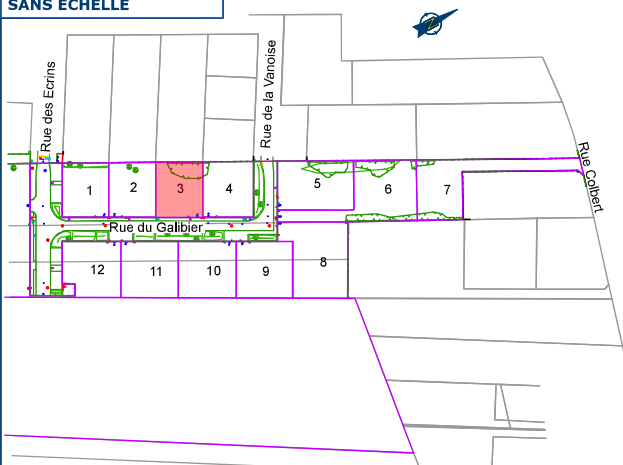 SANS ECHELLE
Rue des Ecrins
Rue de la Vanoise
Rue Colbert
1
2
3
4
5
6
7
Rue du Galibier
12
11
10
9
8